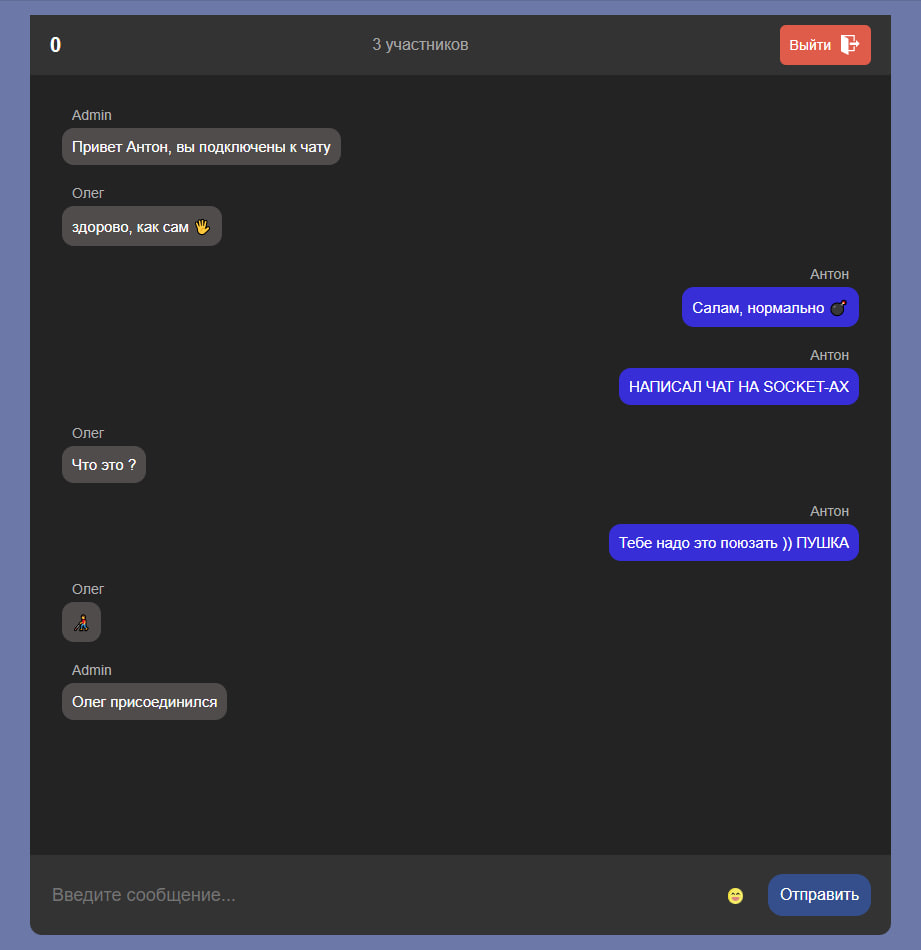 0
3 участников
Выйти
Admin
Привет Антон, вы подключены к чату
Олег
здорово, как сам 🖐
Антон
Салам, нормально 💣
Антон
НАПИСАЛ ЧАТ НА SOCKET-АХ
Олег
Что это ?
Антон
Тебе надо это поюзать )) ПУШКА
Олег
Admin
Олег присоединился
Введите сообщение...
Отправить